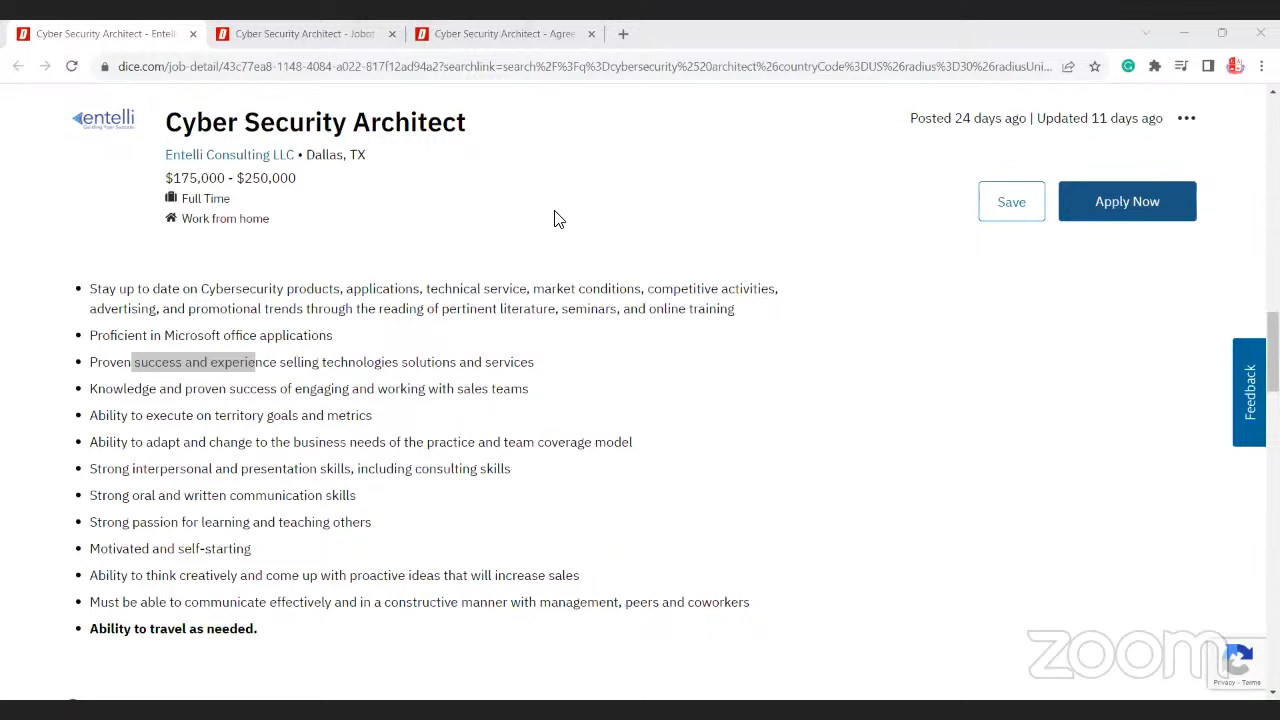 Cyber Security Architect - Entelli
Cyber Security Architect - Jobot
Cyber Security Architect - Agree
dice.com/job-detail/43c77ea8-1148-4084-a022-817f12ad94a2?searchlink=search%2F%3Fq%3Dcybersecurity%2520architect%26countryCode%3DUS%26radius%3D30%26radiusUni...
entelli
Cyber Security Architect
Posted 24 days ago | Updated 11 days ago
Entelli Consulting LLC • Dallas, TX
$175,000 - $250,000
Full Time
Work from home
Save
Apply Now
• Stay up to date on Cybersecurity products, applications, technical service, market conditions, competitive activities,
advertising, and promotional trends through the reading of pertinent literature, seminars, and online training
• Proficient in Microsoft office applications
• Proven success and experience selling technologies solutions and services
• Knowledge and proven success of engaging and working with sales teams
• Ability to execute on territory goals and metrics
• Ability to adapt and change to the business needs of the practice and team coverage model
• Strong interpersonal and presentation skills, including consulting skills
• Strong oral and written communication skills
• Strong passion for learning and teaching others
• Motivated and self-starting
• Ability to think creatively and come up with proactive ideas that will increase sales
• Must be able to communicate effectively and in a constructive manner with management, peers and coworkers
• Ability to travel as needed.
Feedback
zoom
Privacy - Terms